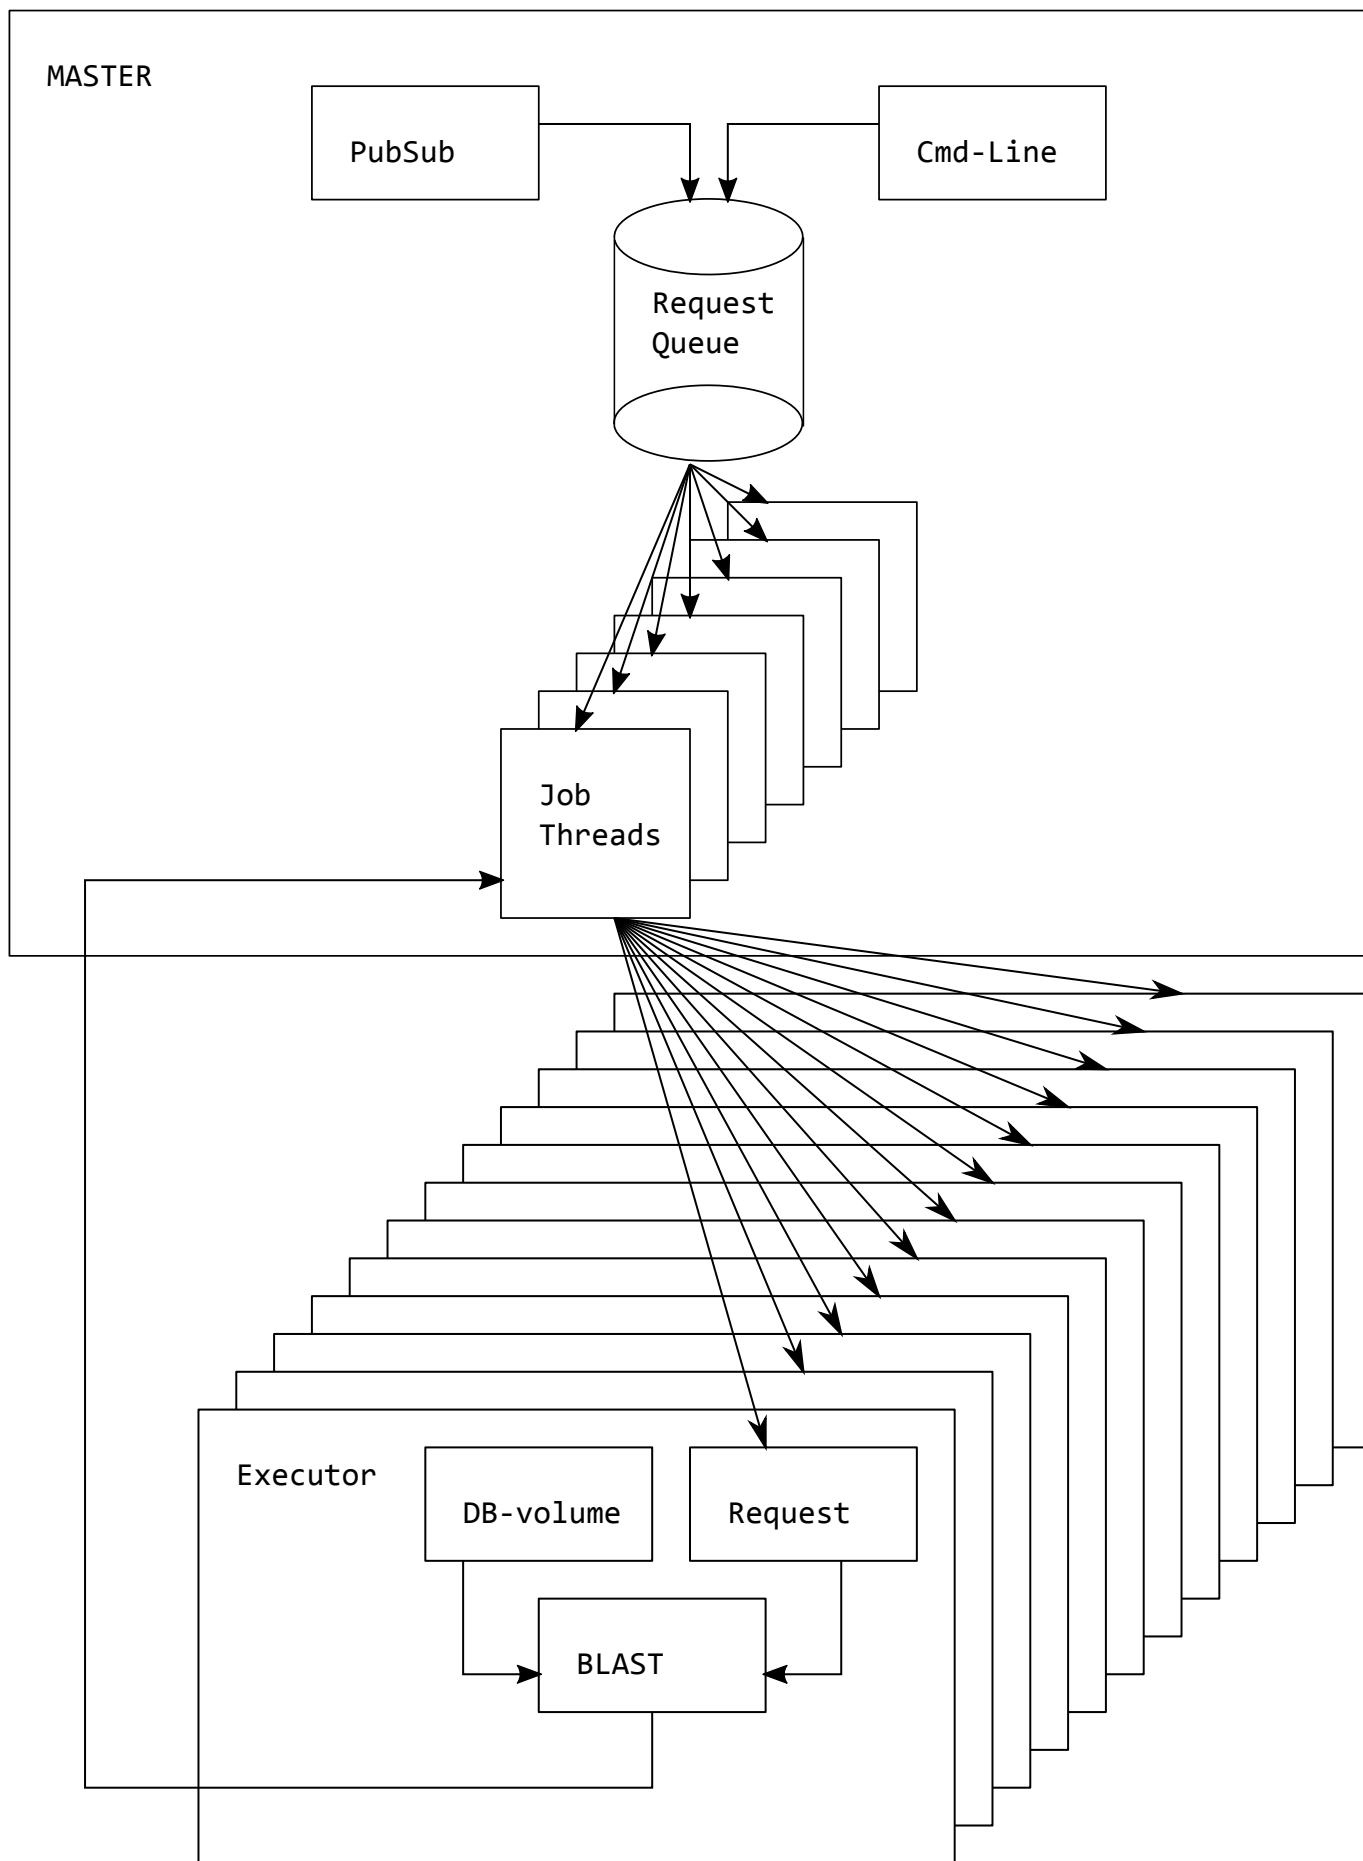 MASTER
PubSub
Cmd-Line
Request
Queue
Job
Threads
Executor
DB-volume
Request
BLAST